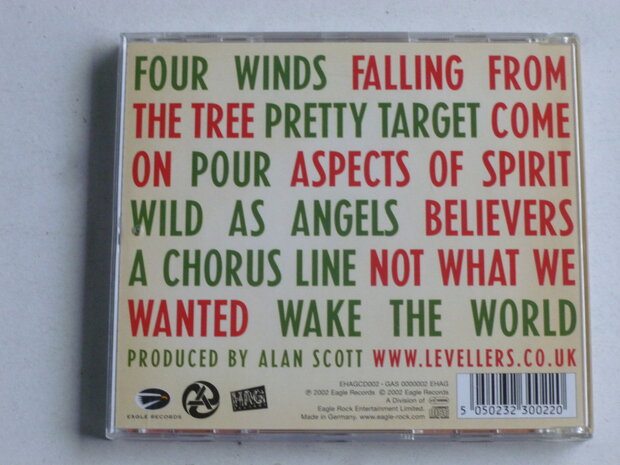 FOUR WINDS FALLING FROM
THE TREE PRETTY TARGET COME
ON POUR ASPECTS OF SPIRIT
WILD AS ANGELS BELIEVERS
A CHORUS LINE NOT WHAT WE
WANTED WAKE THE WORLD
PRODUCED BY ALAN SCOTT WWW.LEVELLERS.CO.UK
EHAGCD002 - GAS 0000002 EHAG
℗ 2002 Eagle Records © 2002 Eagle Records
A Division of
Eagle Rock Entertainment Limited.
Made in Germany. www.eagle-rock.com
EAGLE RECORDS
HAG
5 050232 300220